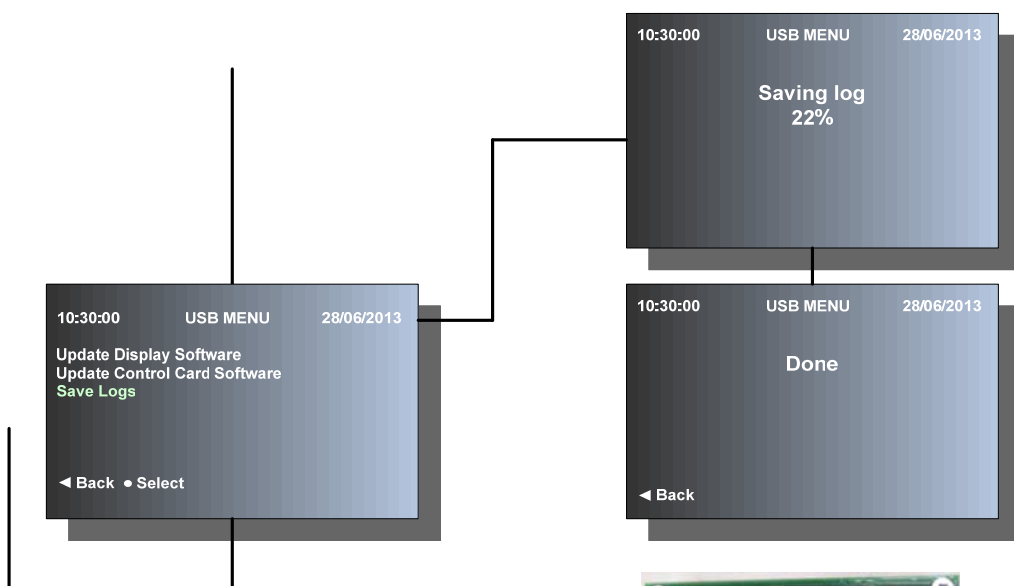 10:30:00 USB MENU 28/06/2013
Saving log
22%
10:30:00 USB MENU 28/06/2013
Update Display Software
Update Control Card Software
Save Logs
◄ Back ● Select
10:30:00 USB MENU 28/06/2013
Done
◄ Back